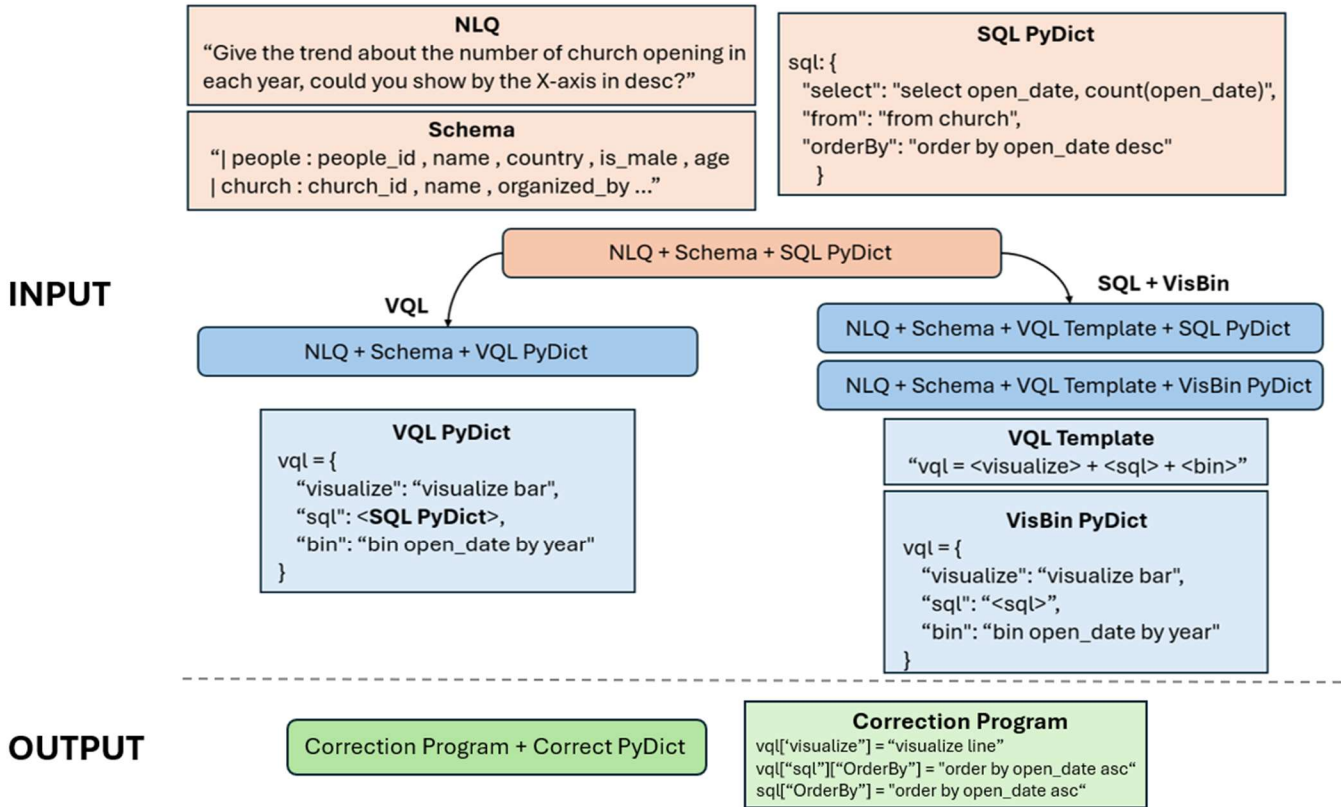 NLQ
“Give the trend about the number of church opening in
each year, could you show by the X-axis in desc?”
Schema
“| people : people_id , name , country , is_male , age
| church : church_id , name , organized_by ...”
SQL PyDict
sql: {
"select": "select open_date, count(open_date)",
"from": "from church",
"orderBy": "order by open_date desc"
}
INPUT
NLQ + Schema + SQL PyDict
VQL
SQL + VisBin
NLQ + Schema + VQL PyDict
NLQ + Schema + VQL Template + SQL PyDict
NLQ + Schema + VQL Template + VisBin PyDict
VQL PyDict
vql = {
“visualize": “visualize bar",
“sql": <SQL PyDict>,
“bin": “bin open_date by year"
}
VQL Template
“vql = <visualize> + <sql> + <bin>”
VisBin PyDict
vql = {
“visualize": “visualize bar",
“sql": “<sql>”,
“bin": “bin open_date by year"
}
OUTPUT
Correction Program + Correct PyDict
Correction Program
vql[‘visualize”] = “visualize line”
vql[“sql”][“OrderBy”] = "order by open_date asc“
sql[“OrderBy”] = "order by open_date asc“